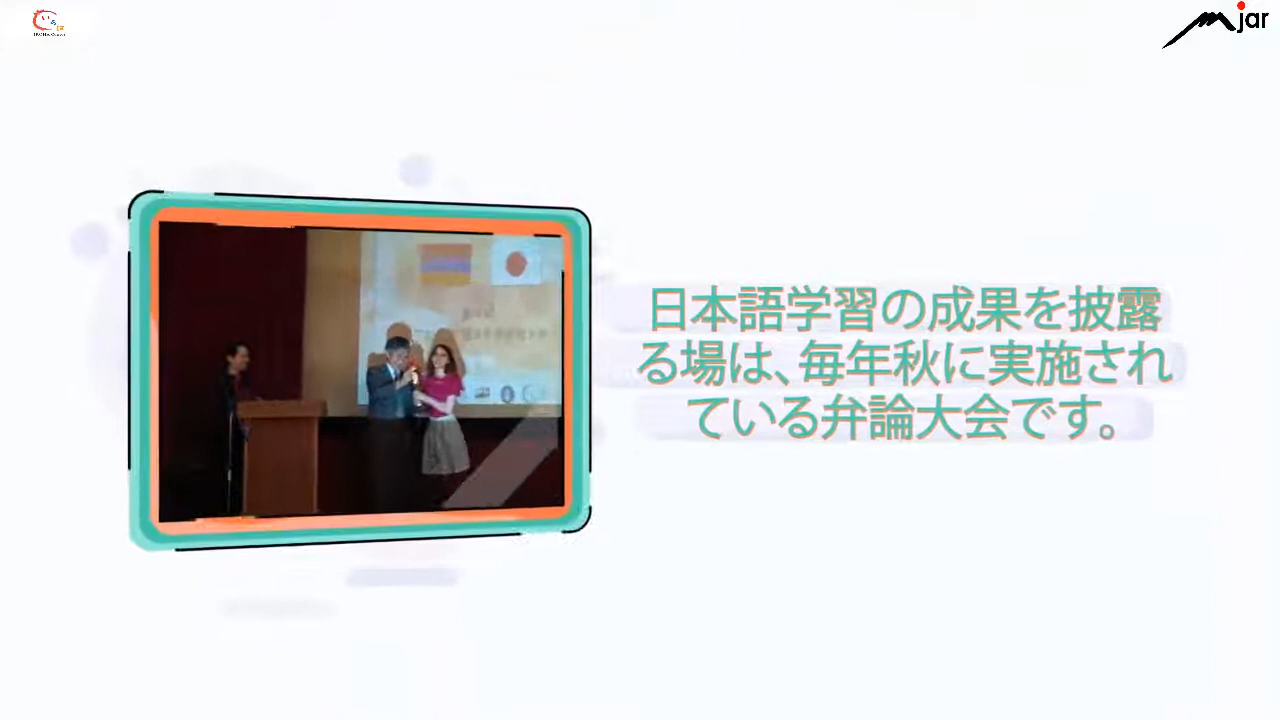 jar
日本語学習の成果を披露
る場は、毎年秋に実施され
ている弁論大会です。